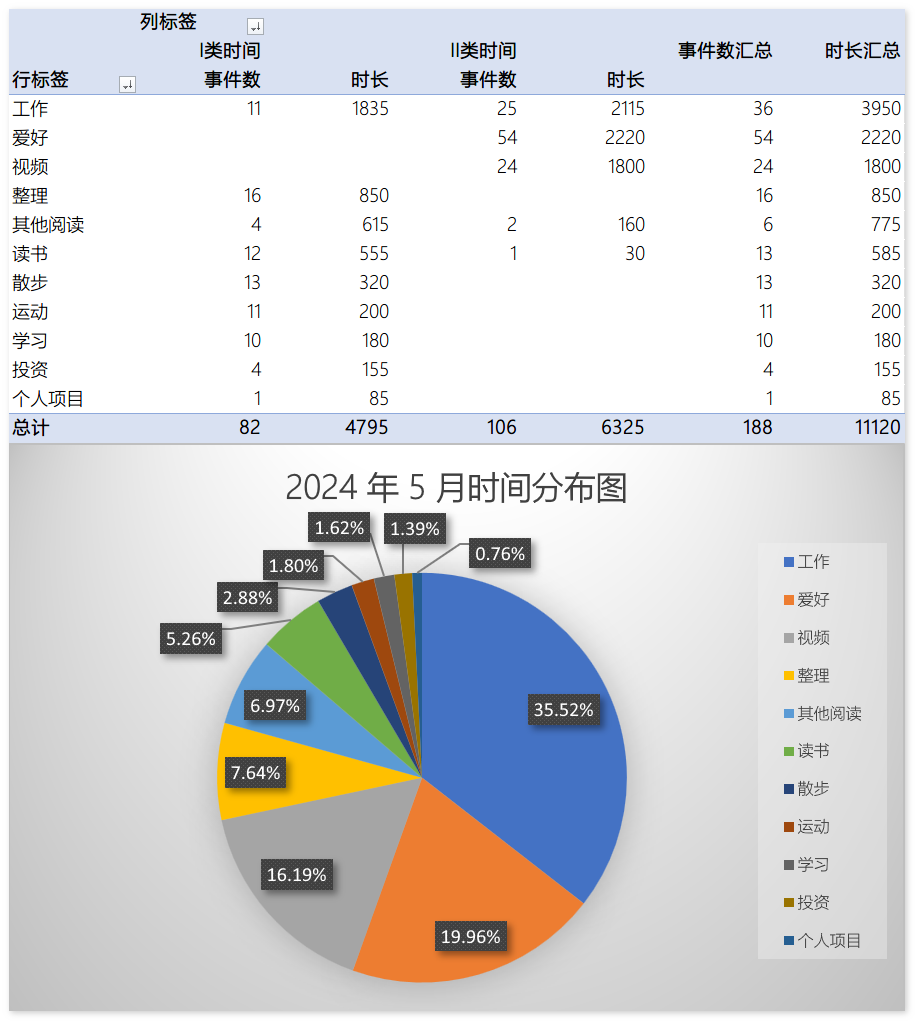 列标签
I类时间 II类时间 事件数汇总 时长汇总
行标签 事件数 时长 事件数 时长
工作 11 1835 25 2115 36 3950
爱好 54 2220 54 2220
视频 24 1800 24 1800
整理 16 850 16 850
其他阅读 4 615 2 160 6 775
读书 12 555 1 30 13 585
散步 13 320 13 320
运动 11 200 11 200
学习 10 180 10 180
投资 4 155 4 155
个人项目 1 85 1 85
总计 82 4795 106 6325 188 11120
2024 年 5 月时间分布图
1.62%
1.39%
0.76%
1.80%
2.88%
5.26%
6.97%
35.52%
7.64%
16.19%
19.96%
工作
爱好
视频
整理
其他阅读
读书
散步
运动
学习
投资
个人项目